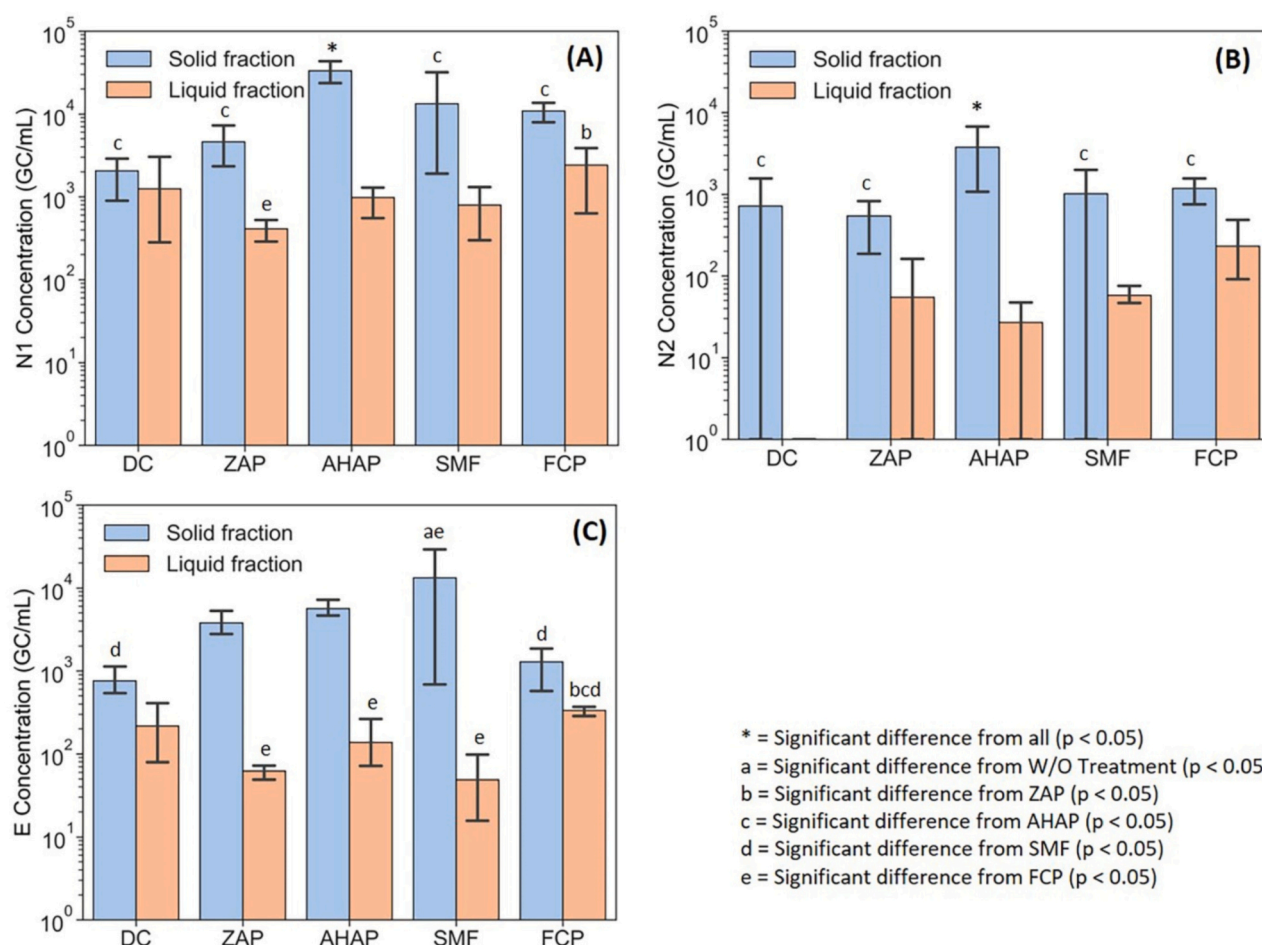 (A)
Solid fraction
Liquid fraction
N1 Concentration (GC/mL)
10^5
10^4
10^3
10^2
10^1
10^0
c
c
e
*
c
c
b
DC ZAP AHAP SMF FCP
(B)
Solid fraction
Liquid fraction
N2 Concentration (GC/mL)
10^5
10^4
10^3
10^2
10^1
10^0
c
c
*
c
c
DC ZAP AHAP SMF FCP
(C)
Solid fraction
Liquid fraction
E Concentration (GC/mL)
10^5
10^4
10^3
10^2
10^1
10^0
d
e
e
ae
e
d
bcd
DC ZAP AHAP SMF FCP
* = Significant difference from all (p < 0.05)
a = Significant difference from W/O Treatment (p < 0.05
b = Significant difference from ZAP (p < 0.05)
c = Significant difference from AHAP (p < 0.05)
d = Significant difference from SMF (p < 0.05)
e = Significant difference from FCP (p < 0.05)